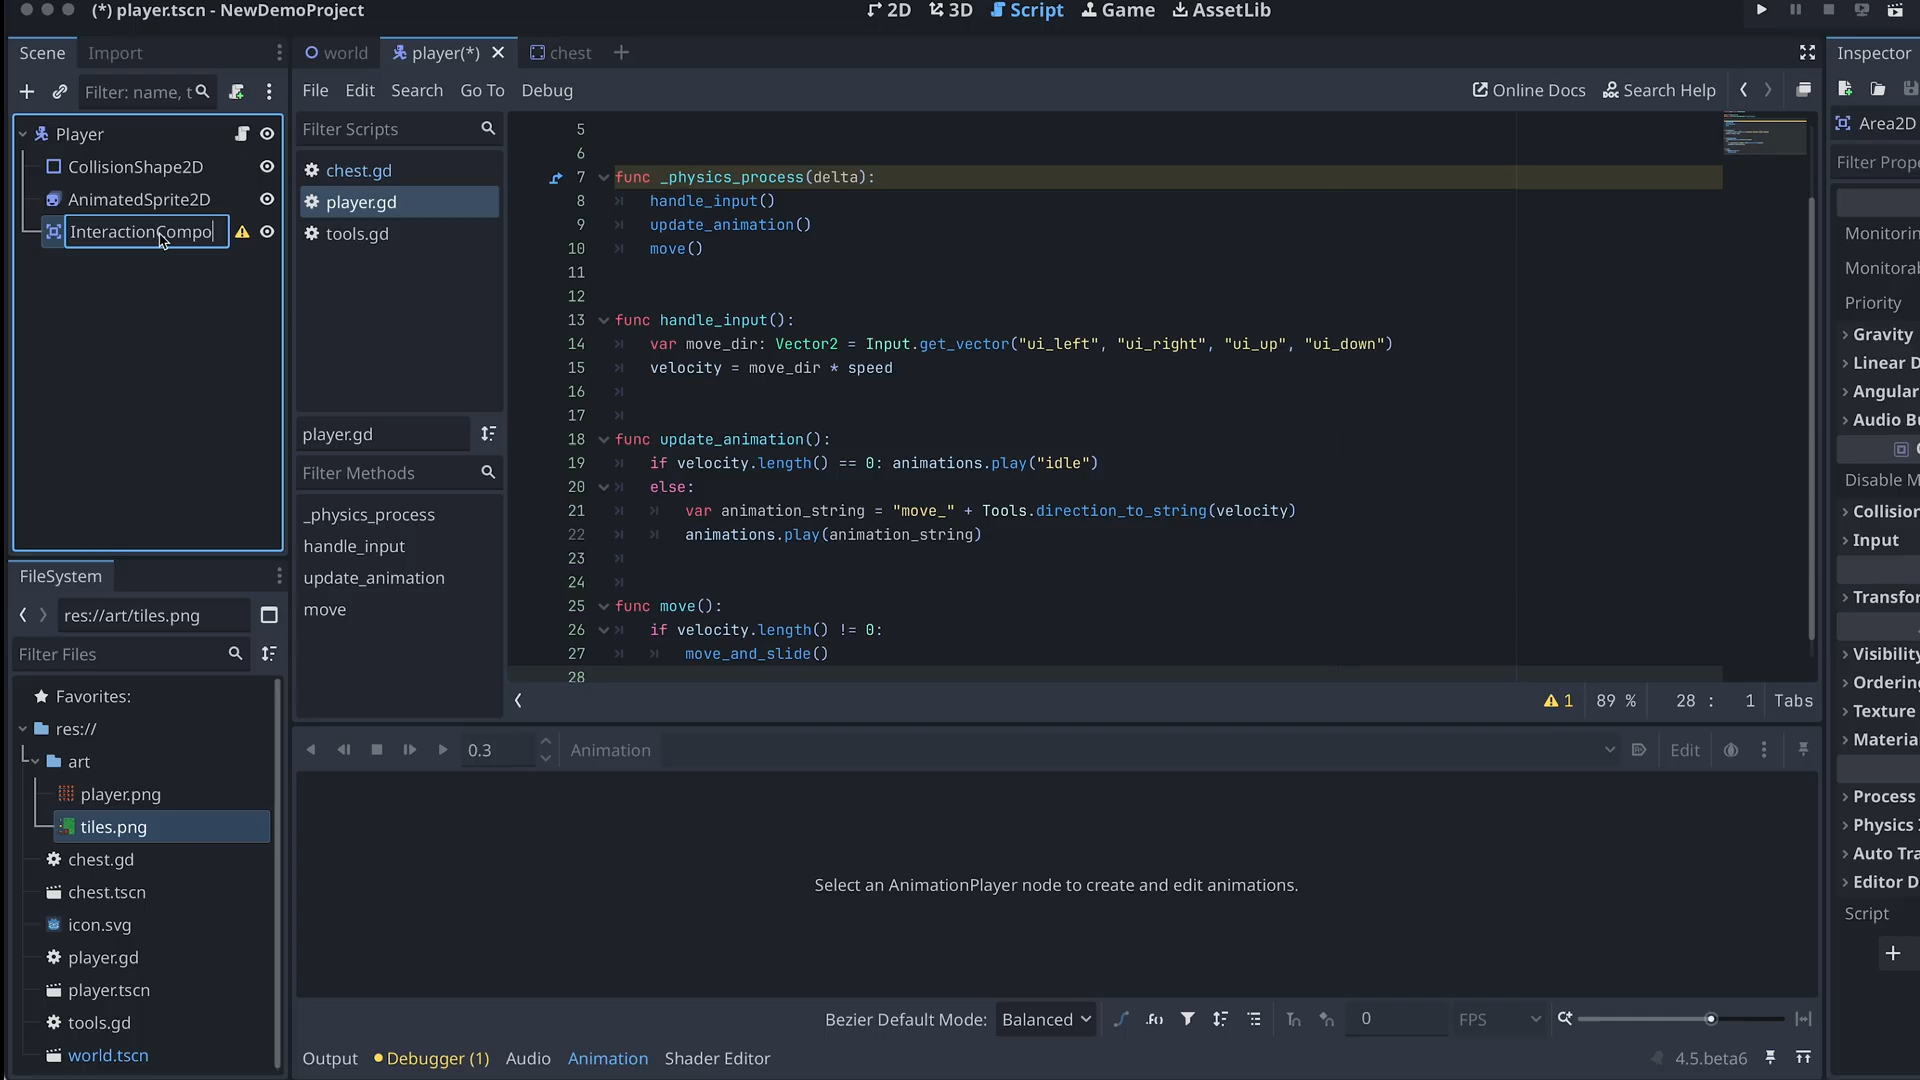 (*) player.tscn - NewDemoProject
2D 3D Script Game AssetLib
Scene Import
Filter: name, t
Player
CollisionShape2D
AnimatedSprite2D
InteractionCompo
FileSystem
res://art/tiles.png
Filter Files
Favorites:
res://
art
player.png
tiles.png
chest.gd
chest.tscn
icon.svg
player.gd
player.tscn
tools.gd
world.tscn
world player(*) chest
File Edit Search Go To Debug
Online Docs Search Help
Filter Scripts
chest.gd
player.gd
tools.gd
player.gd
Filter Methods
_physics_process
handle_input
update_animation
move
5
6
7 func _physics_process(delta):
8 handle_input()
9 update_animation()
10 move()
11
12
13 func handle_input():
14 var move_dir: Vector2 = Input.get_vector("ui_left", "ui_right", "ui_up", "ui_down")
15 velocity = move_dir * speed
16
17
18 func update_animation():
19 if velocity.length() == 0: animations.play("idle")
20 else:
21 var animation_string = "move_" + Tools.direction_to_string(velocity)
22 animations.play(animation_string)
23
24
25 func move():
26 if velocity.length() != 0:
27 move_and_slide()
28
1 89 % 28 : 1 Tabs
0.3 Animation Edit
Select an AnimationPlayer node to create and edit animations.
Bezier Default Mode: Balanced 0 FPS
Output Debugger (1) Audio Animation Shader Editor
4.5.beta6
Inspector
Area2D
Filter Prope
Monitorin
Monitorab
Priority
Gravity
Linear D
Angular
Audio Bu
Disable M
Collision
Input
Transfor
Visibility
Ordering
Texture
Materia
Process
Physics
Auto Tra
Editor D
Script